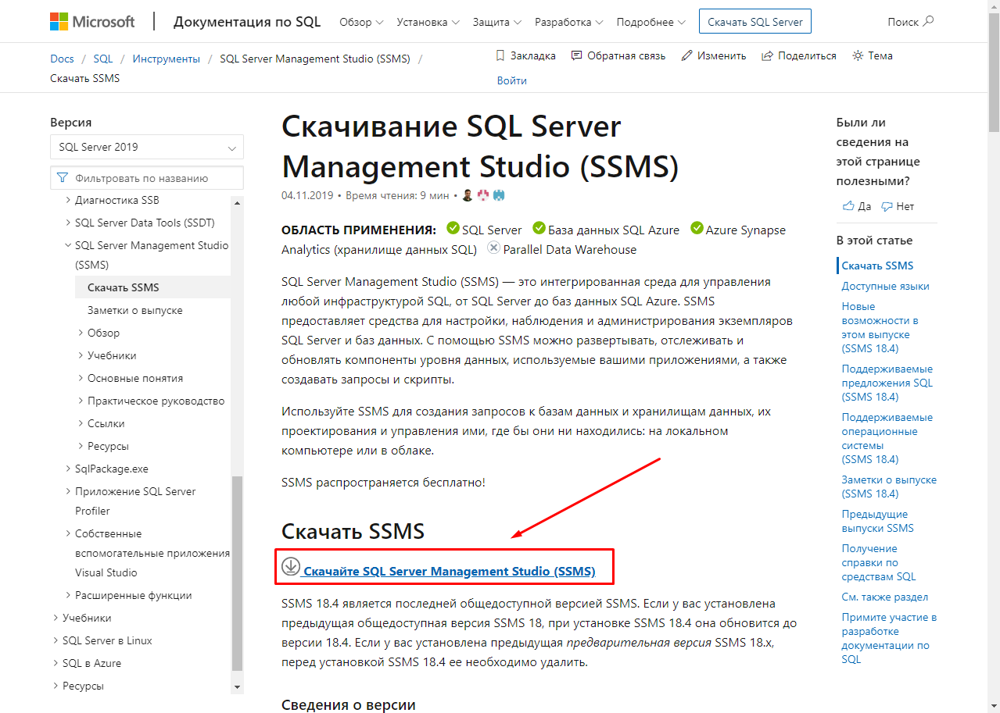 Microsoft
Документация по SQL
Обзор
Установка
Защита
Разработка
Подробнее
Скачать SQL Server
Поиск
Docs / SQL / Инструменты / SQL Server Management Studio (SSMS) /
Скачать SSMS
Закладка
Обратная связь
Изменить
Поделиться
Тема
Войти
Версия
SQL Server 2019
Фильтровать по названию
Диагностика SSB
SQL Server Data Tools (SSDT)
SQL Server Management Studio
(SSMS)
Скачать SSMS
Заметки о выпуске
Обзор
Учебники
Основные понятия
Практическое руководство
Ссылки
Ресурсы
SqlPackage.exe
Приложение SQL Server
Profiler
Собственные
вспомогательные приложения
Visual Studio
Расширенные функции
Учебники
SQL Server в Linux
SQL в Azure
Ресурсы
Скачивание SQL Server
Management Studio (SSMS)
04.11.2019 • Время чтения: 9 мин •
ОБЛАСТЬ ПРИМЕНЕНИЯ: SQL Server База данных SQL Azure Azure Synapse
Analytics (хранилище данных SQL) Parallel Data Warehouse
SQL Server Management Studio (SSMS) — это интегрированная среда для управления
любой инфраструктурой SQL, от SQL Server до баз данных SQL Azure. SSMS
предоставляет средства для настройки, наблюдения и администрирования экземпляров
SQL Server и баз данных. С помощью SSMS можно развертывать, отслеживать и
обновлять компоненты уровня данных, используемые вашими приложениями, а также
создавать запросы и скрипты.
Используйте SSMS для создания запросов к базам данных и хранилищам данных, их
проектирования и управления ими, где бы они ни находились: на локальном
компьютере или в облаке.
SSMS распространяется бесплатно!
Скачать SSMS
Скачайте SQL Server Management Studio (SSMS)
SSMS 18.4 является последней общедоступной версией SSMS. Если у вас установлена
предыдущая общедоступная версия SSMS 18, при установке SSMS 18.4 она обновится до
версии 18.4. Если у вас установлена предыдущая предварительная версия SSMS 18.x,
перед установкой SSMS 18.4 ее необходимо удалить.
Сведения о версии
Были ли
сведения на
этой странице
полезными?
Да
Нет
В этой статье
Скачать SSMS
Доступные языки
Новые
возможности в
этом выпуске
(SSMS 18.4)
Поддерживаемые
предложения SQL
(SSMS 18.4)
Поддерживаемые
операционные
системы
(SSMS 18.4)
Заметки о выпуске
(SSMS 18.4)
Предыдущие
выпуски SSMS
Получение
справки по
средствам SQL
См. также раздел
Примите участие в
разработке
документации по
SQL